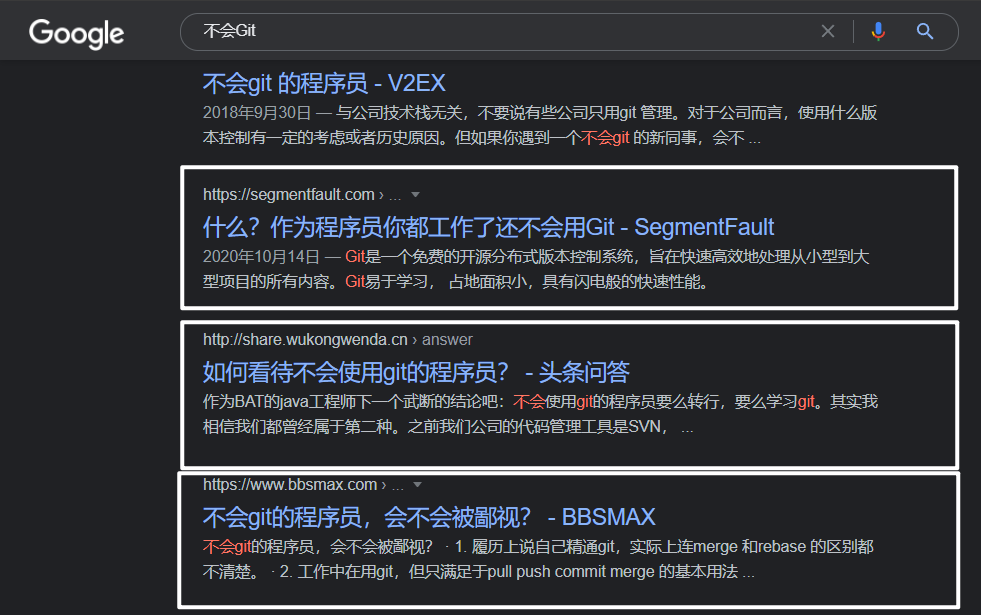 Google
不会Git
不会git 的程序员 - V2EX
2018年9月30日 — 与公司技术栈无关，不要说有些公司只用git 管理。对于公司而言，使用什么版
本控制有一定的考虑或者历史原因。但如果你遇到一个不会git 的新同事，会不 ...
https://segmentfault.com › ...
什么？作为程序员你都工作了还不会用Git - SegmentFault
2020年10月14日 — Git是一个免费的开源分布式版本控制系统，旨在快速高效地处理从小型到大
型项目的所有内容。Git易于学习， 占地面积小，具有闪电般的快速性能。
http://share.wukongwenda.cn › answer
如何看待不会使用git的程序员？ - 头条问答
作为BAT的java工程师下一个武断的结论吧：不会使用git的程序员要么转行，要么学习git。其实我
相信我们都曾经属于第二种。之前我们公司的代码管理工具是SVN， ...
https://www.bbsmax.com › ...
不会git的程序员，会不会被鄙视？ - BBSMAX
不会git的程序员，会不会被鄙视？ · 1. 履历上说自己精通git，实际上连merge 和rebase 的区别都
不清楚。 · 2. 工作中在用git，但只满足于pull push commit merge 的基本用法 ...